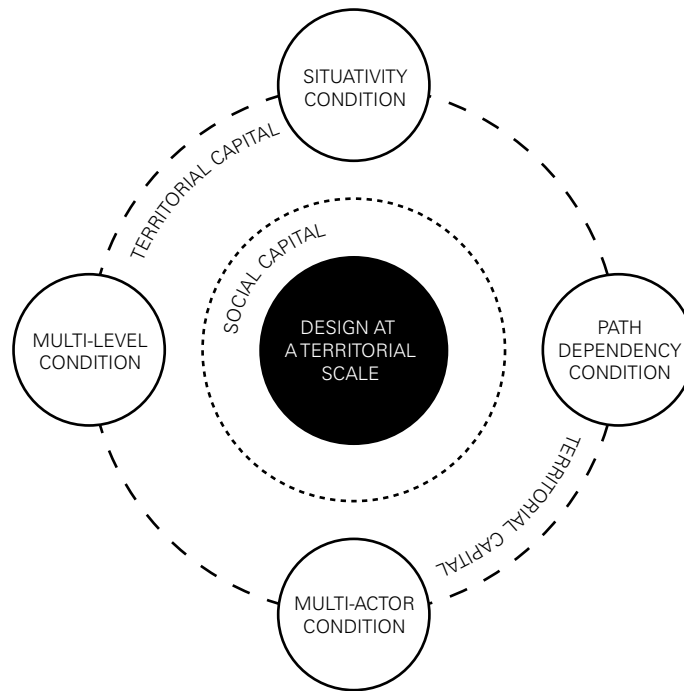 SITUATIVITY
CONDITION
TERRITORIAL CAPITAL
SOCIAL CAPITAL
MULTI-LEVEL
CONDITION
DESIGN AT
A TERRITORIAL
SCALE
PATH
DEPENDENCY
CONDITION
TERRITORIAL CAPITAL
MULTI-ACTOR
CONDITION